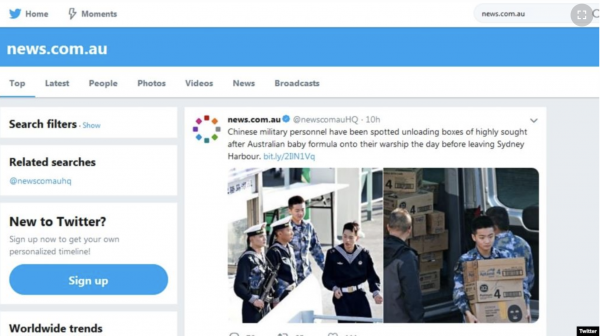 Home Moments news.com.au
news.com.au
Top Latest People Photos Videos News Broadcasts
Search filters · Show
Related searches
@newscomauhq
New to Twitter?
Sign up now to get your own
personalized timeline!
Sign up
Worldwide trends
news.com.au @newscomauHQ · 10h
Chinese military personnel have been spotted unloading boxes of highly sought
after Australian baby formula onto their warship the day before leaving Sydney
Harbour.
4
4
Twitter